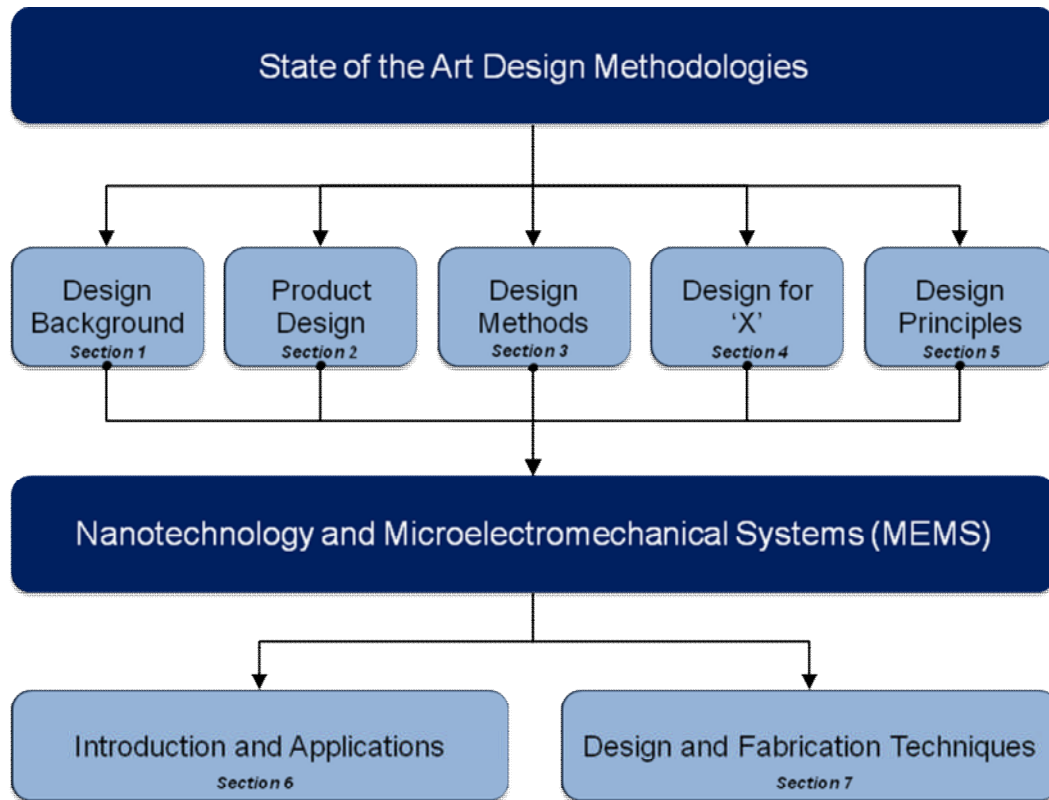 State of the Art Design Methodologies
Design
Background
Section 1
Product
Design
Section 2
Design
Methods
Section 3
Design for
‘X’
Section 4
Design
Principles
Section 5
Nanotechnology and Microelectromechanical Systems (MEMS)
Introduction and Applications
Section 6
Design and Fabrication Techniques
Section 7